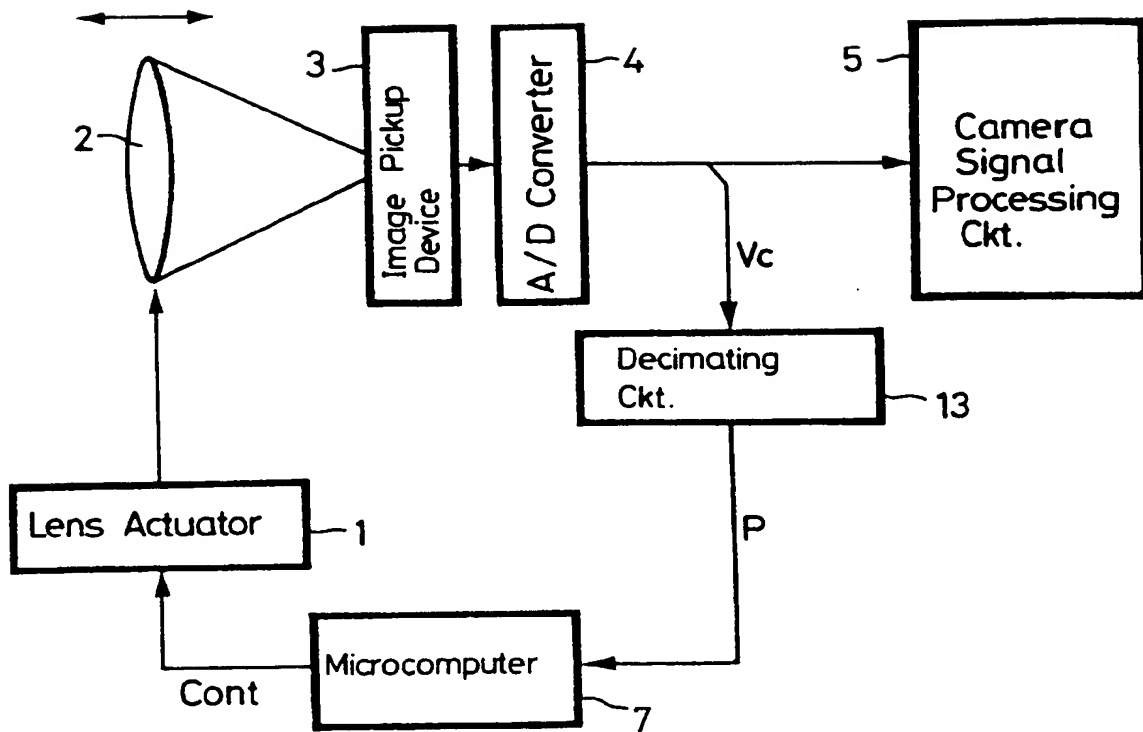 2
3
Image Pickup
Device
4
A/D Converter
5
Camera
Signal
Processing
Ckt.
Vc
Decimating
Ckt.
13
P
Lens Actuator
1
Microcomputer
7
Cont